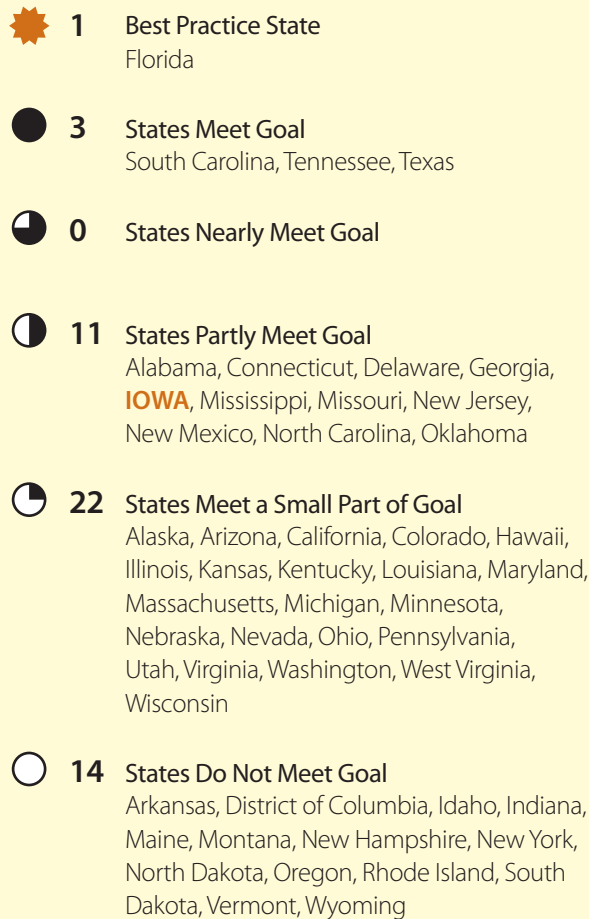 1 Best Practice State
Florida
3 States Meet Goal
South Carolina, Tennessee, Texas
0 States Nearly Meet Goal
11 States Partly Meet Goal
Alabama, Connecticut, Delaware, Georgia,
IOWA, Mississippi, Missouri, New Jersey,
New Mexico, North Carolina, Oklahoma
22 States Meet a Small Part of Goal
Alaska, Arizona, California, Colorado, Hawaii,
Illinois, Kansas, Kentucky, Louisiana, Maryland,
Massachusetts, Michigan, Minnesota,
Nebraska, Nevada, Ohio, Pennsylvania,
Utah, Virginia, Washington, West Virginia,
Wisconsin
14 States Do Not Meet Goal
Arkansas, District of Columbia, Idaho, Indiana,
Maine, Montana, New Hampshire, New York,
North Dakota, Oregon, Rhode Island, South
Dakota, Vermont, Wyoming